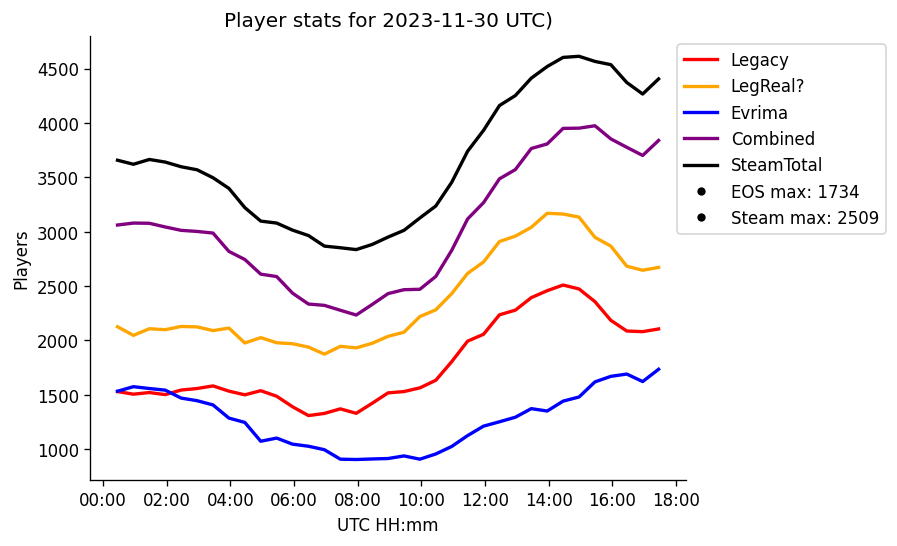 Player stats for 2023-11-30 UTC)
4500
4000
3500
3000
2500
2000
1500
1000
Players
00:00 02:00 04:00 06:00 08:00 10:00 12:00 14:00 16:00 18:00
UTC HH:mm
Legacy
LegReal?
Evrima
Combined
SteamTotal
EOS max: 1734
Steam max: 2509